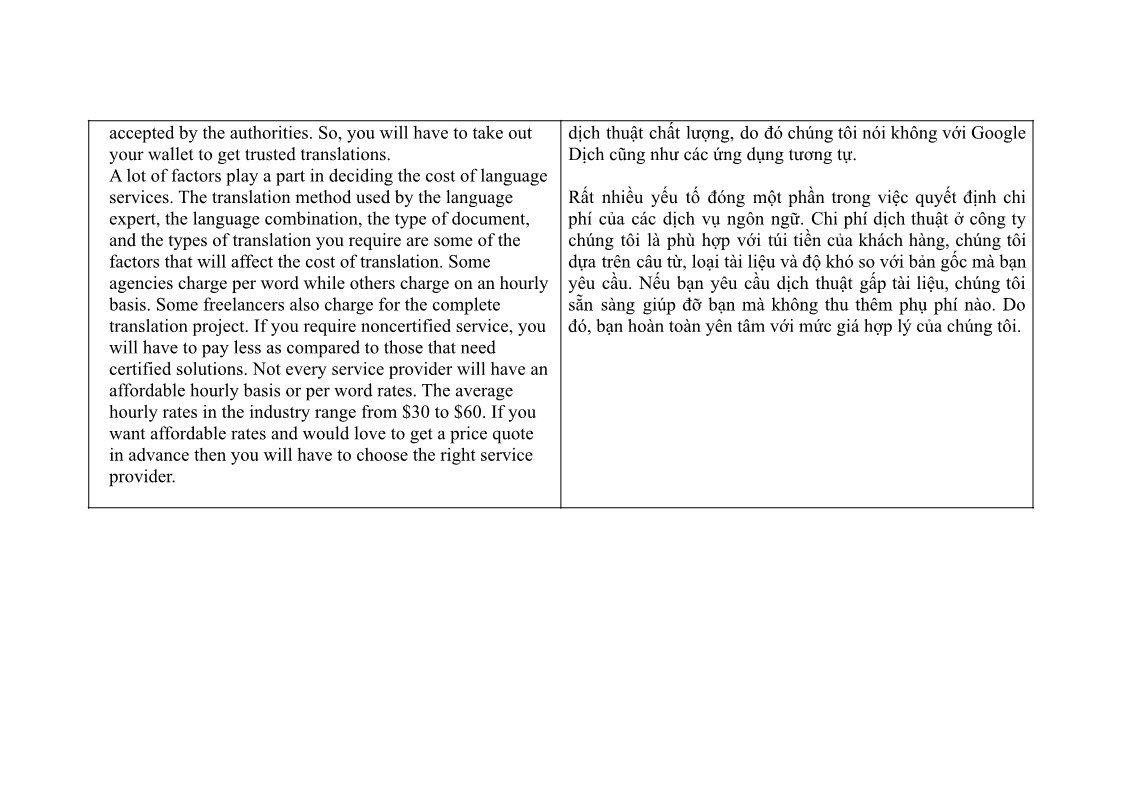 accepted by the authorities. So, you will have to take out
your wallet to get trusted translations.
A lot of factors play a part in deciding the cost of language
services. The translation method used by the language
expert, the language combination, the type of document,
and the types of translation you require are some of the
factors that will affect the cost of translation. Some
agencies charge per word while others charge on an hourly
basis. Some freelancers also charge for the complete
translation project. If you require noncertified service, you
will have to pay less as compared to those that need
certified solutions. Not every service provider will have an
affordable hourly basis or per word rates. The average
hourly rates in the industry range from $30 to $60. If you
want affordable rates and would love to get a price quote
in advance then you will have to choose the right service
provider.
dịch thuật chất lượng, do đó chúng tôi nói không với Google
Dịch cũng như các ứng dụng tương tự.
Rất nhiều yếu tố đóng một phần trong việc quyết định chi
phí của các dịch vụ ngôn ngữ. Chi phí dịch thuật ở công ty
chúng tôi là phù hợp với túi tiền của khách hàng, chúng tôi
dựa trên câu từ, loại tài liệu và độ khó so với bản gốc mà bạn
yêu cầu. Nếu bạn yêu cầu dịch thuật gấp tài liệu, chúng tôi
sẵn sàng giúp đỡ bạn mà không thu thêm phụ phí nào. Do
đó, bạn hoàn toàn yên tâm với mức giá hợp lý của chúng tôi.